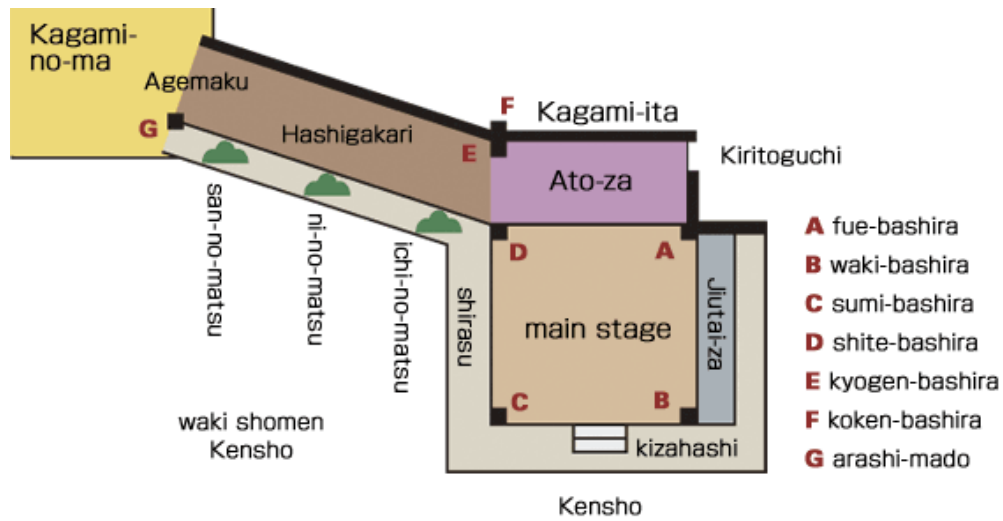 Kagami-
no-ma
Agemaku
G
Hashigakari
E
F
Kagami-ita
Kiritoguchi
Ato-za
san-no-matsu
ni-no-matsu
ichi-no-matsu
shirasu
D
A
main stage
Jiutai-za
C
B
kizahashi
waki shomen
Kensho
Kensho
A fue-bashira
B waki-bashira
C sumi-bashira
D shite-bashira
E kyogen-bashira
F koken-bashira
G arashi-mado